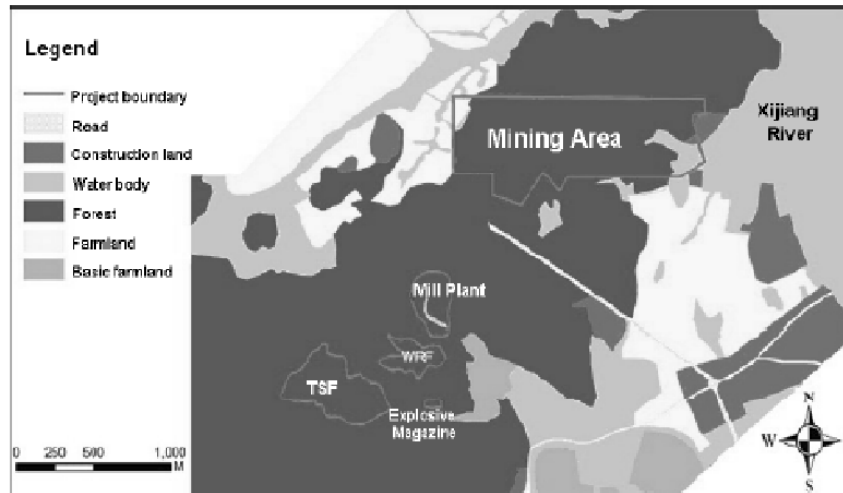 Legend
Project boundary
Road
Construction land
Water body
Forest
Farmland
Basic farmland
Mining Area
Xijiang
River
Mill Plant
WRF
TSF
Explosive
Magazine
0 250 500 1,000
M
N
W
E
S